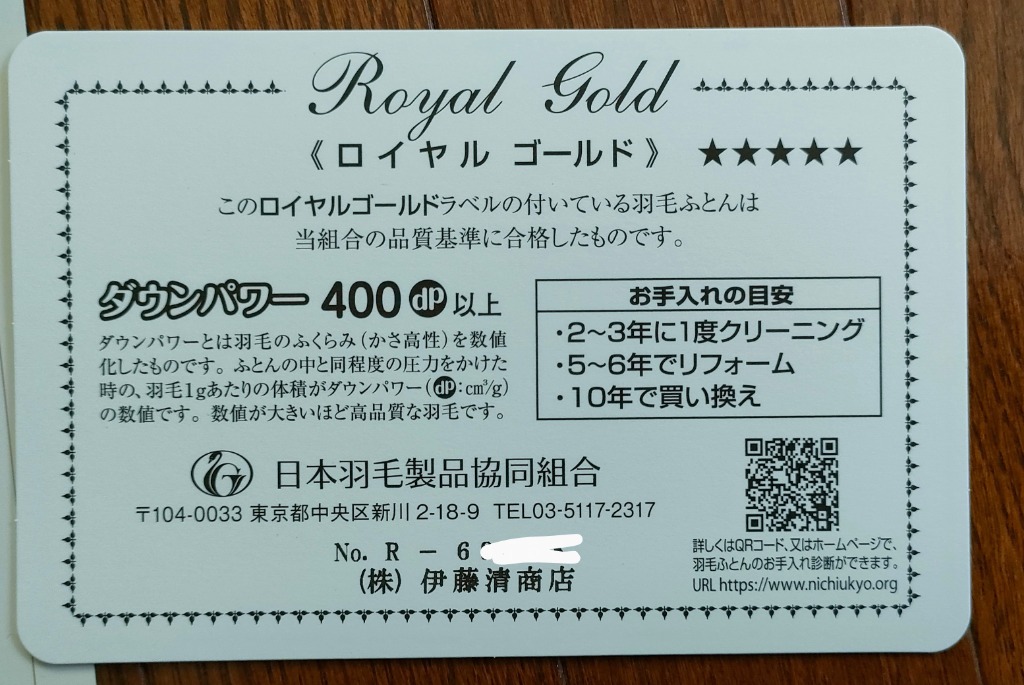 Royal Gold
《ロイヤル ゴールド》 ★★★★★
このロイヤルゴールドラベルの付いている羽毛ふとんは
当組合の品質基準に合格したものです。
ダウンパワー 400 dp 以上
ダウンパワーとは羽毛のふくらみ(かさ高性)を数値
化したものです。ふとんの中と同程度の圧力をかけた
時の、羽毛1gあたりの体積がダウンパワー(dp:cm³/g)
の数値です。数値が大きいほど高品質な羽毛です。
お手入れの目安
・2～3年に1度クリーニング
・5～6年でリフォーム
・10年で買い換え
日本羽毛製品協同組合
〒104-0033 東京都中央区新川 2-18-9 TEL03-5117-2317
No. R － 6
(株) 伊藤清商店
詳しくはQRコード、又はホームページで、
羽毛ふとんのお手入れ診断ができます。
URL https://www.nichiukyo.org